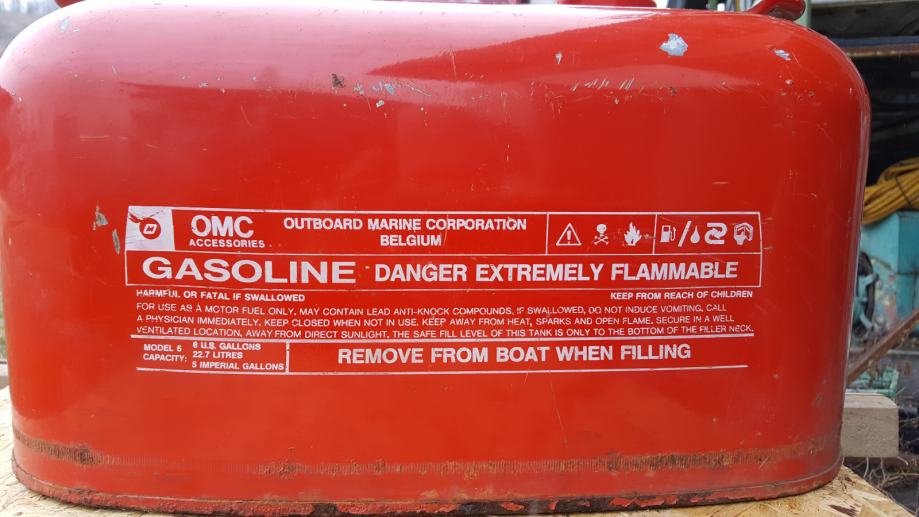 OMC
ACCESSORIES
OUTBOARD MARINE CORPORATION
BELGIUM
GASOLINE DANGER EXTREMELY FLAMMABLE
HARMFUL OR FATAL IF SWALLOWED KEEP FROM REACH OF CHILDREN
FOR USE AS A MOTOR FUEL ONLY, MAY CONTAIN LEAD ANTI-KNOCK COMPOUNDS. IF SWALLOWED, DO NOT INDUCE VOMITING, CALL
A PHYSICIAN IMMEDIATELY. KEEP CLOSED WHEN NOT IN USE. KEEP AWAY FROM HEAT, SPARKS AND OPEN FLAME. SECURE IN A WELL
VENTILATED LOCATION, AWAY FROM DIRECT SUNLIGHT. THE SAFE FILL LEVEL OF THIS TANK IS ONLY TO THE BOTTOM OF THE FILLER NECK.
MODEL 6
CAPACITY:
6 U.S. GALLONS
22.7 LITRES
5 IMPERIAL GALLONS
REMOVE FROM BOAT WHEN FILLING